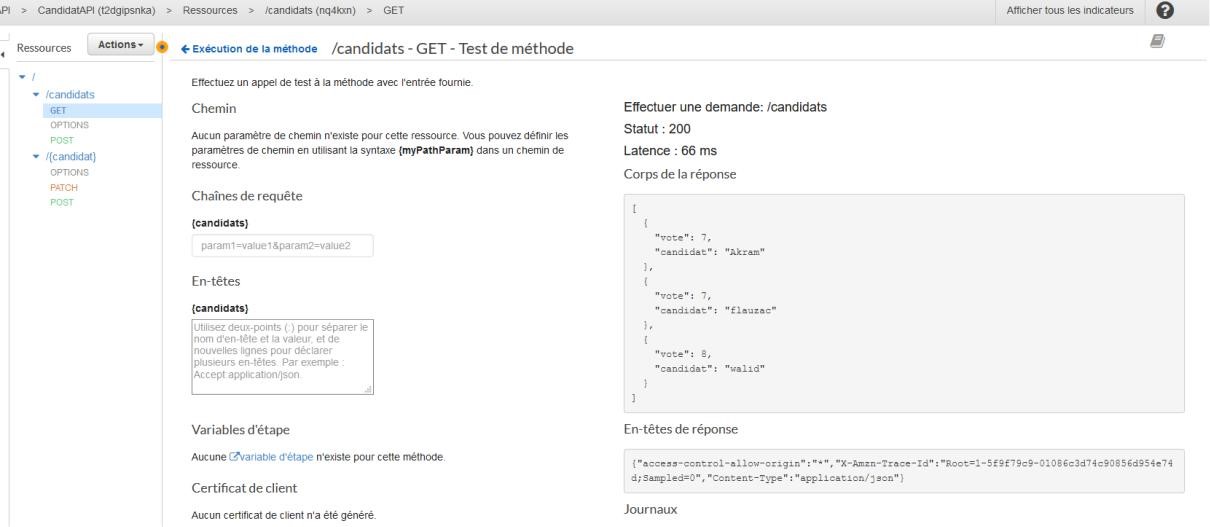 API > CandidatAPI (t2dgipsnka) > Ressources > /candidats (nq4kxn) > GET
Afficher tous les indicateurs
Ressources
Actions
Exécution de la méthode /candidats - GET - Test de méthode
/
/candidats
GET
OPTIONS
POST
/{candidat}
OPTIONS
PATCH
POST
Effectuez un appel de test à la méthode avec l'entrée fournie.
Chemin
Aucun paramètre de chemin n'existe pour cette ressource. Vous pouvez définir les
paramètres de chemin en utilisant la syntaxe {myPathParam} dans un chemin de
ressource.
Chaînes de requête
{candidats}
param1=value1&param2=value2
En-têtes
{candidats}
Utilisez deux-points (:) pour séparer le
nom d'en-tête et la valeur, et de
nouvelles lignes pour déclarer
plusieurs en-têtes. Par exemple :
Accept application/json.
Variables d'étape
Aucune variable d'étape n'existe pour cette méthode.
Certificat de client
Aucun certificat de client n'a été généré.
Effectuer une demande: /candidats
Statut : 200
Latence : 66 ms
Corps de la réponse
[
{
"vote": 7,
"candidat": "Akram"
},
{
"vote": 7,
"candidat": "flauzac"
},
{
"vote": 8,
"candidat": "walid"
}
]
En-têtes de réponse
{"access-control-allow-origin":"*","X-Amzn-Trace-Id":"Root=1-5f9f79c9-01086c3d74c90856d954e74
d;Sampled=0","Content-Type":"application/json"}
Journaux